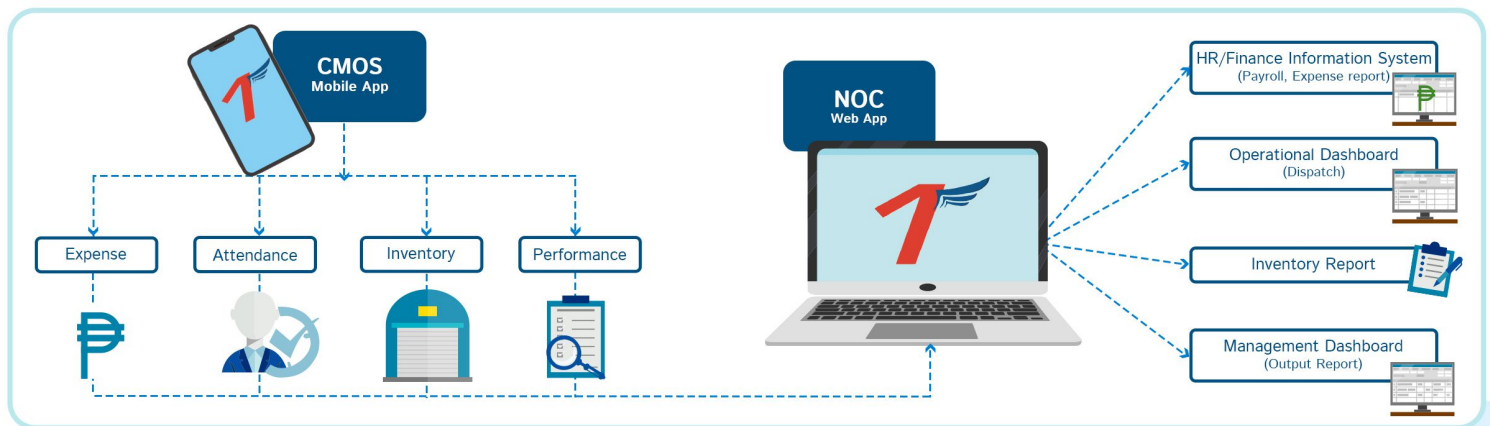 CMOS
Mobile App
Expense
Attendance
Inventory
Performance
NOC
Web App
HR/Finance Information System
(Payroll, Expense report)
Operational Dashboard
(Dispatch)
Inventory Report
Management Dashboard
(Output Report)